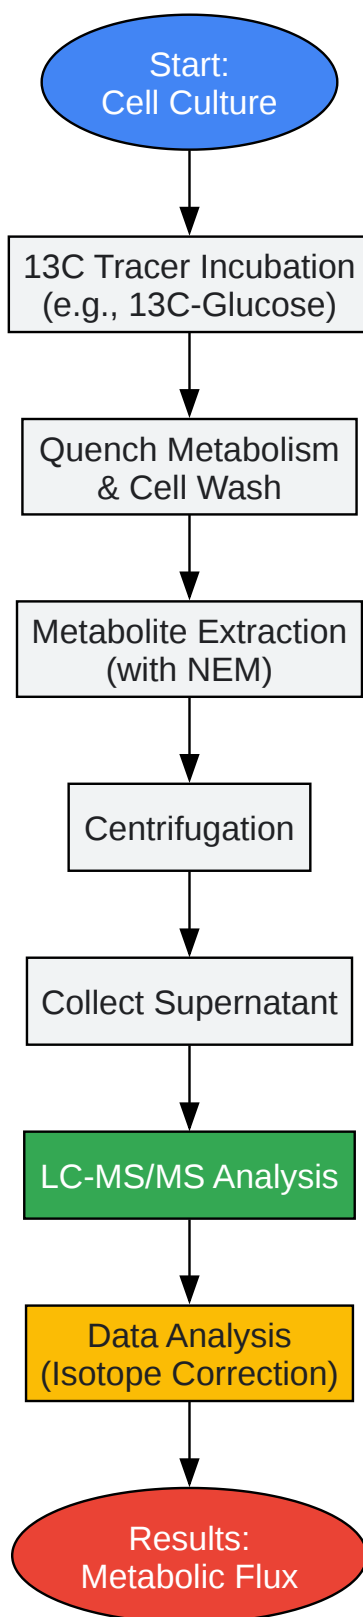 Start:
Cell Culture
13C Tracer Incubation
(e.g., 13C-Glucose)
Quench Metabolism
& Cell Wash
Metabolite Extraction
(with NEM)
Centrifugation
Collect Supernatant
LC-MS/MS Analysis
Data Analysis
(Isotope Correction)
Results:
Metabolic Flux